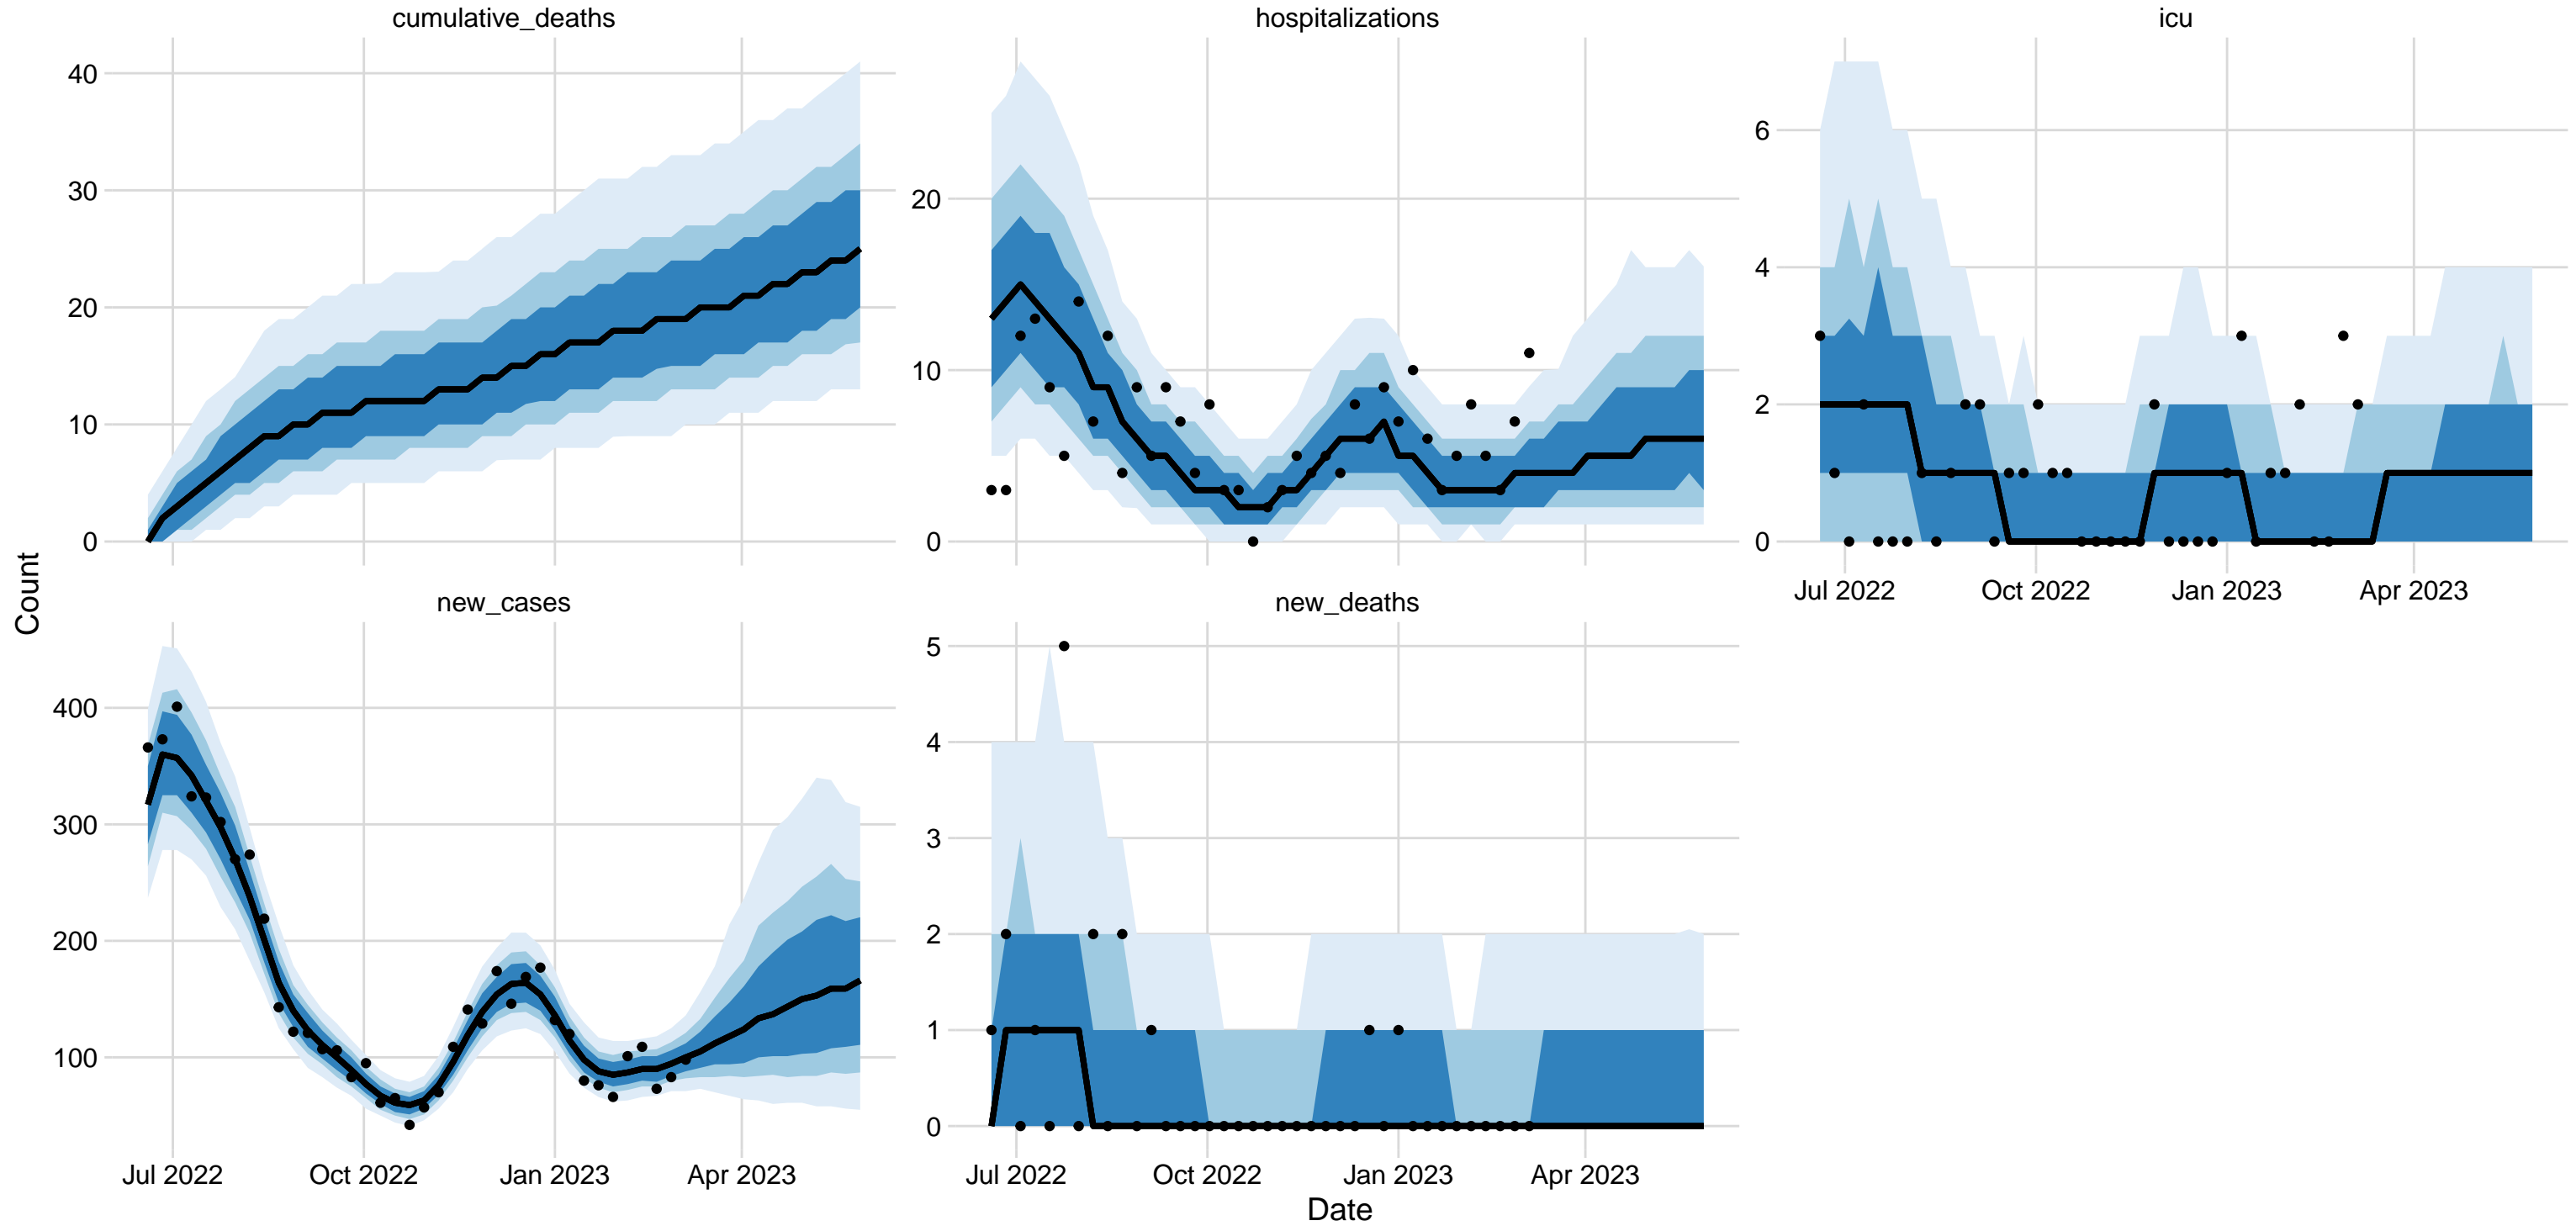 cumulative_deaths
hospitalizations
icu
40
30
20
10
0
20
10
0
6
4
2
0
Jul 2022
Oct 2022
Jan 2023
Apr 2023
Count
new_cases
new_deaths
400
300
200
100
5
4
3
2
1
0
Jul 2022
Oct 2022
Jan 2023
Apr 2023
Jul 2022
Oct 2022
Jan 2023
Apr 2023
Date